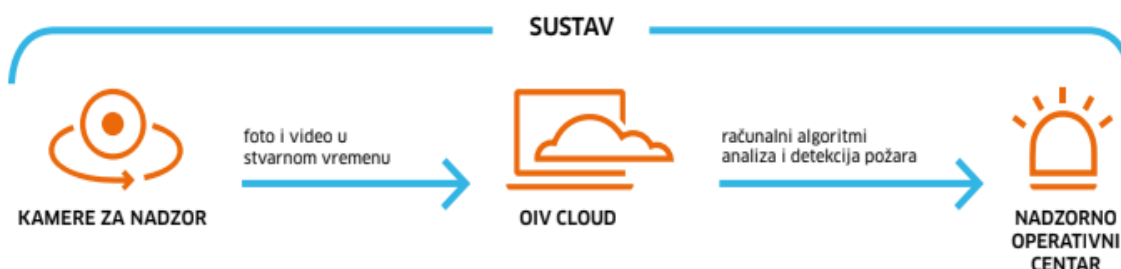 SUSTAV
foto i video u
stvarnom vremenu
računalni algoritmi
analiza i detekcija požara
KAMERE ZA NADZOR
OIV CLOUD
NADZORNO
OPERATIVNI
CENTAR